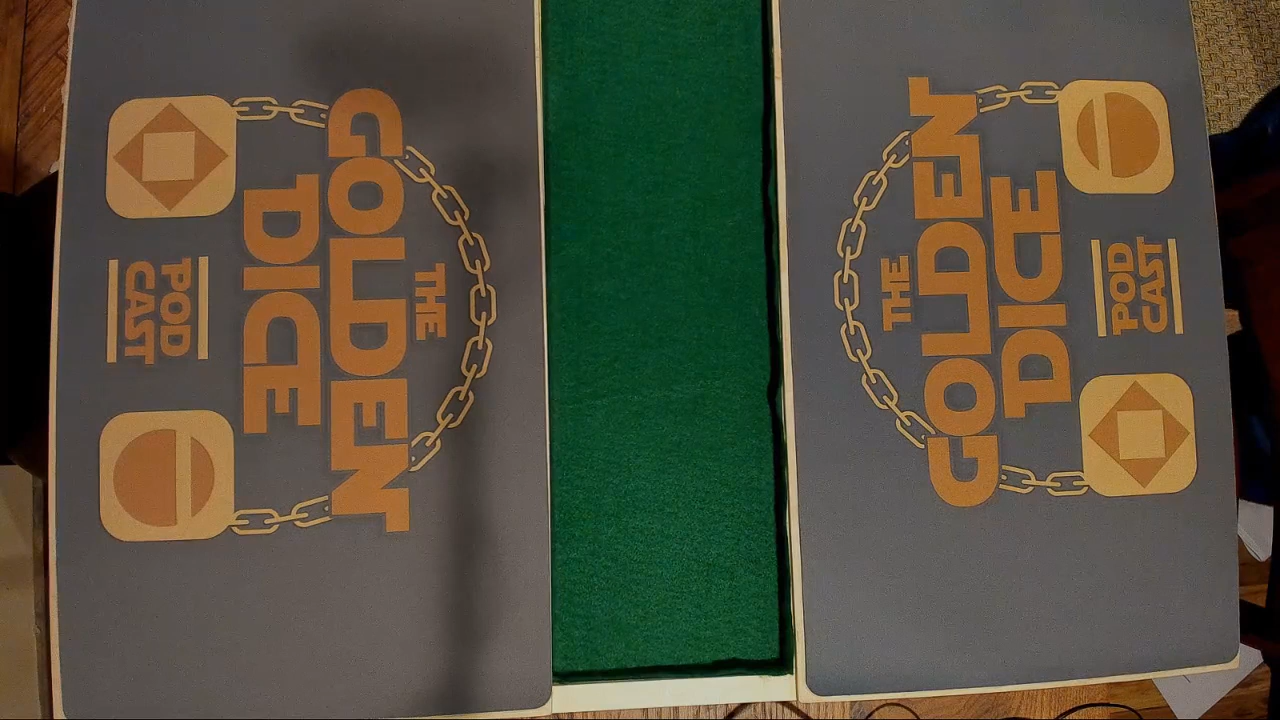 THE
GOLDEN
DICE
POD
CAST
THE
GOLDEN
DICE
POD
CAST